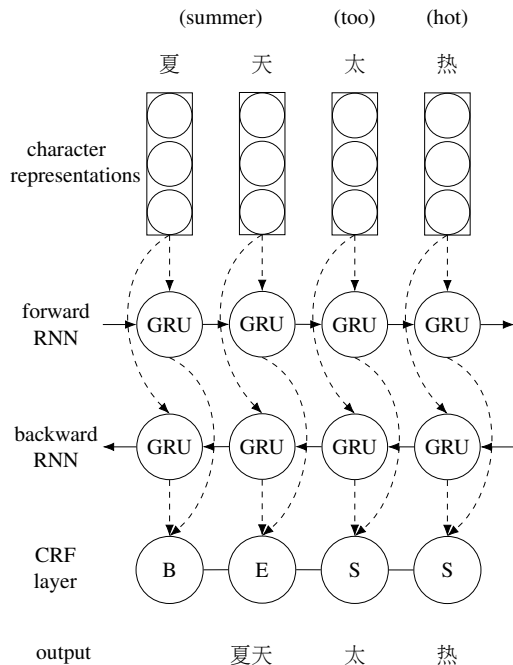 (summer) (too) (hot)
夏 天 太 热
character
representations
forward
RNN
GRU GRU GRU GRU
backward
RNN
GRU GRU GRU GRU
CRF
layer
B E S S
output 夏天 太 热